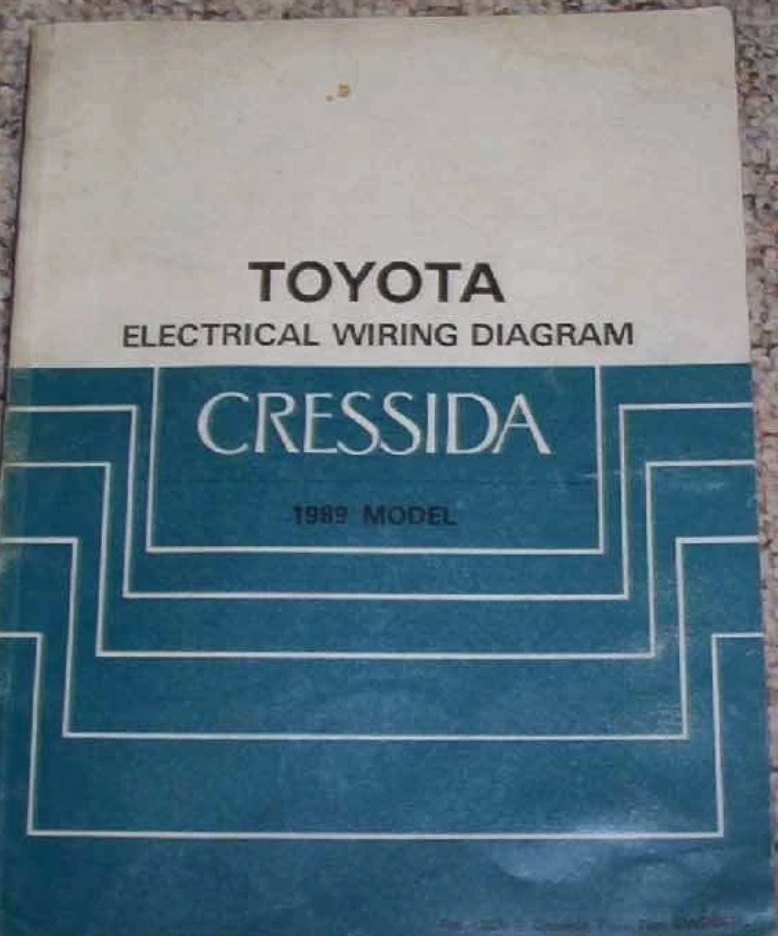 TOYOTA
ELECTRICAL WIRING DIAGRAM
CRESSIDA
1989 MODEL